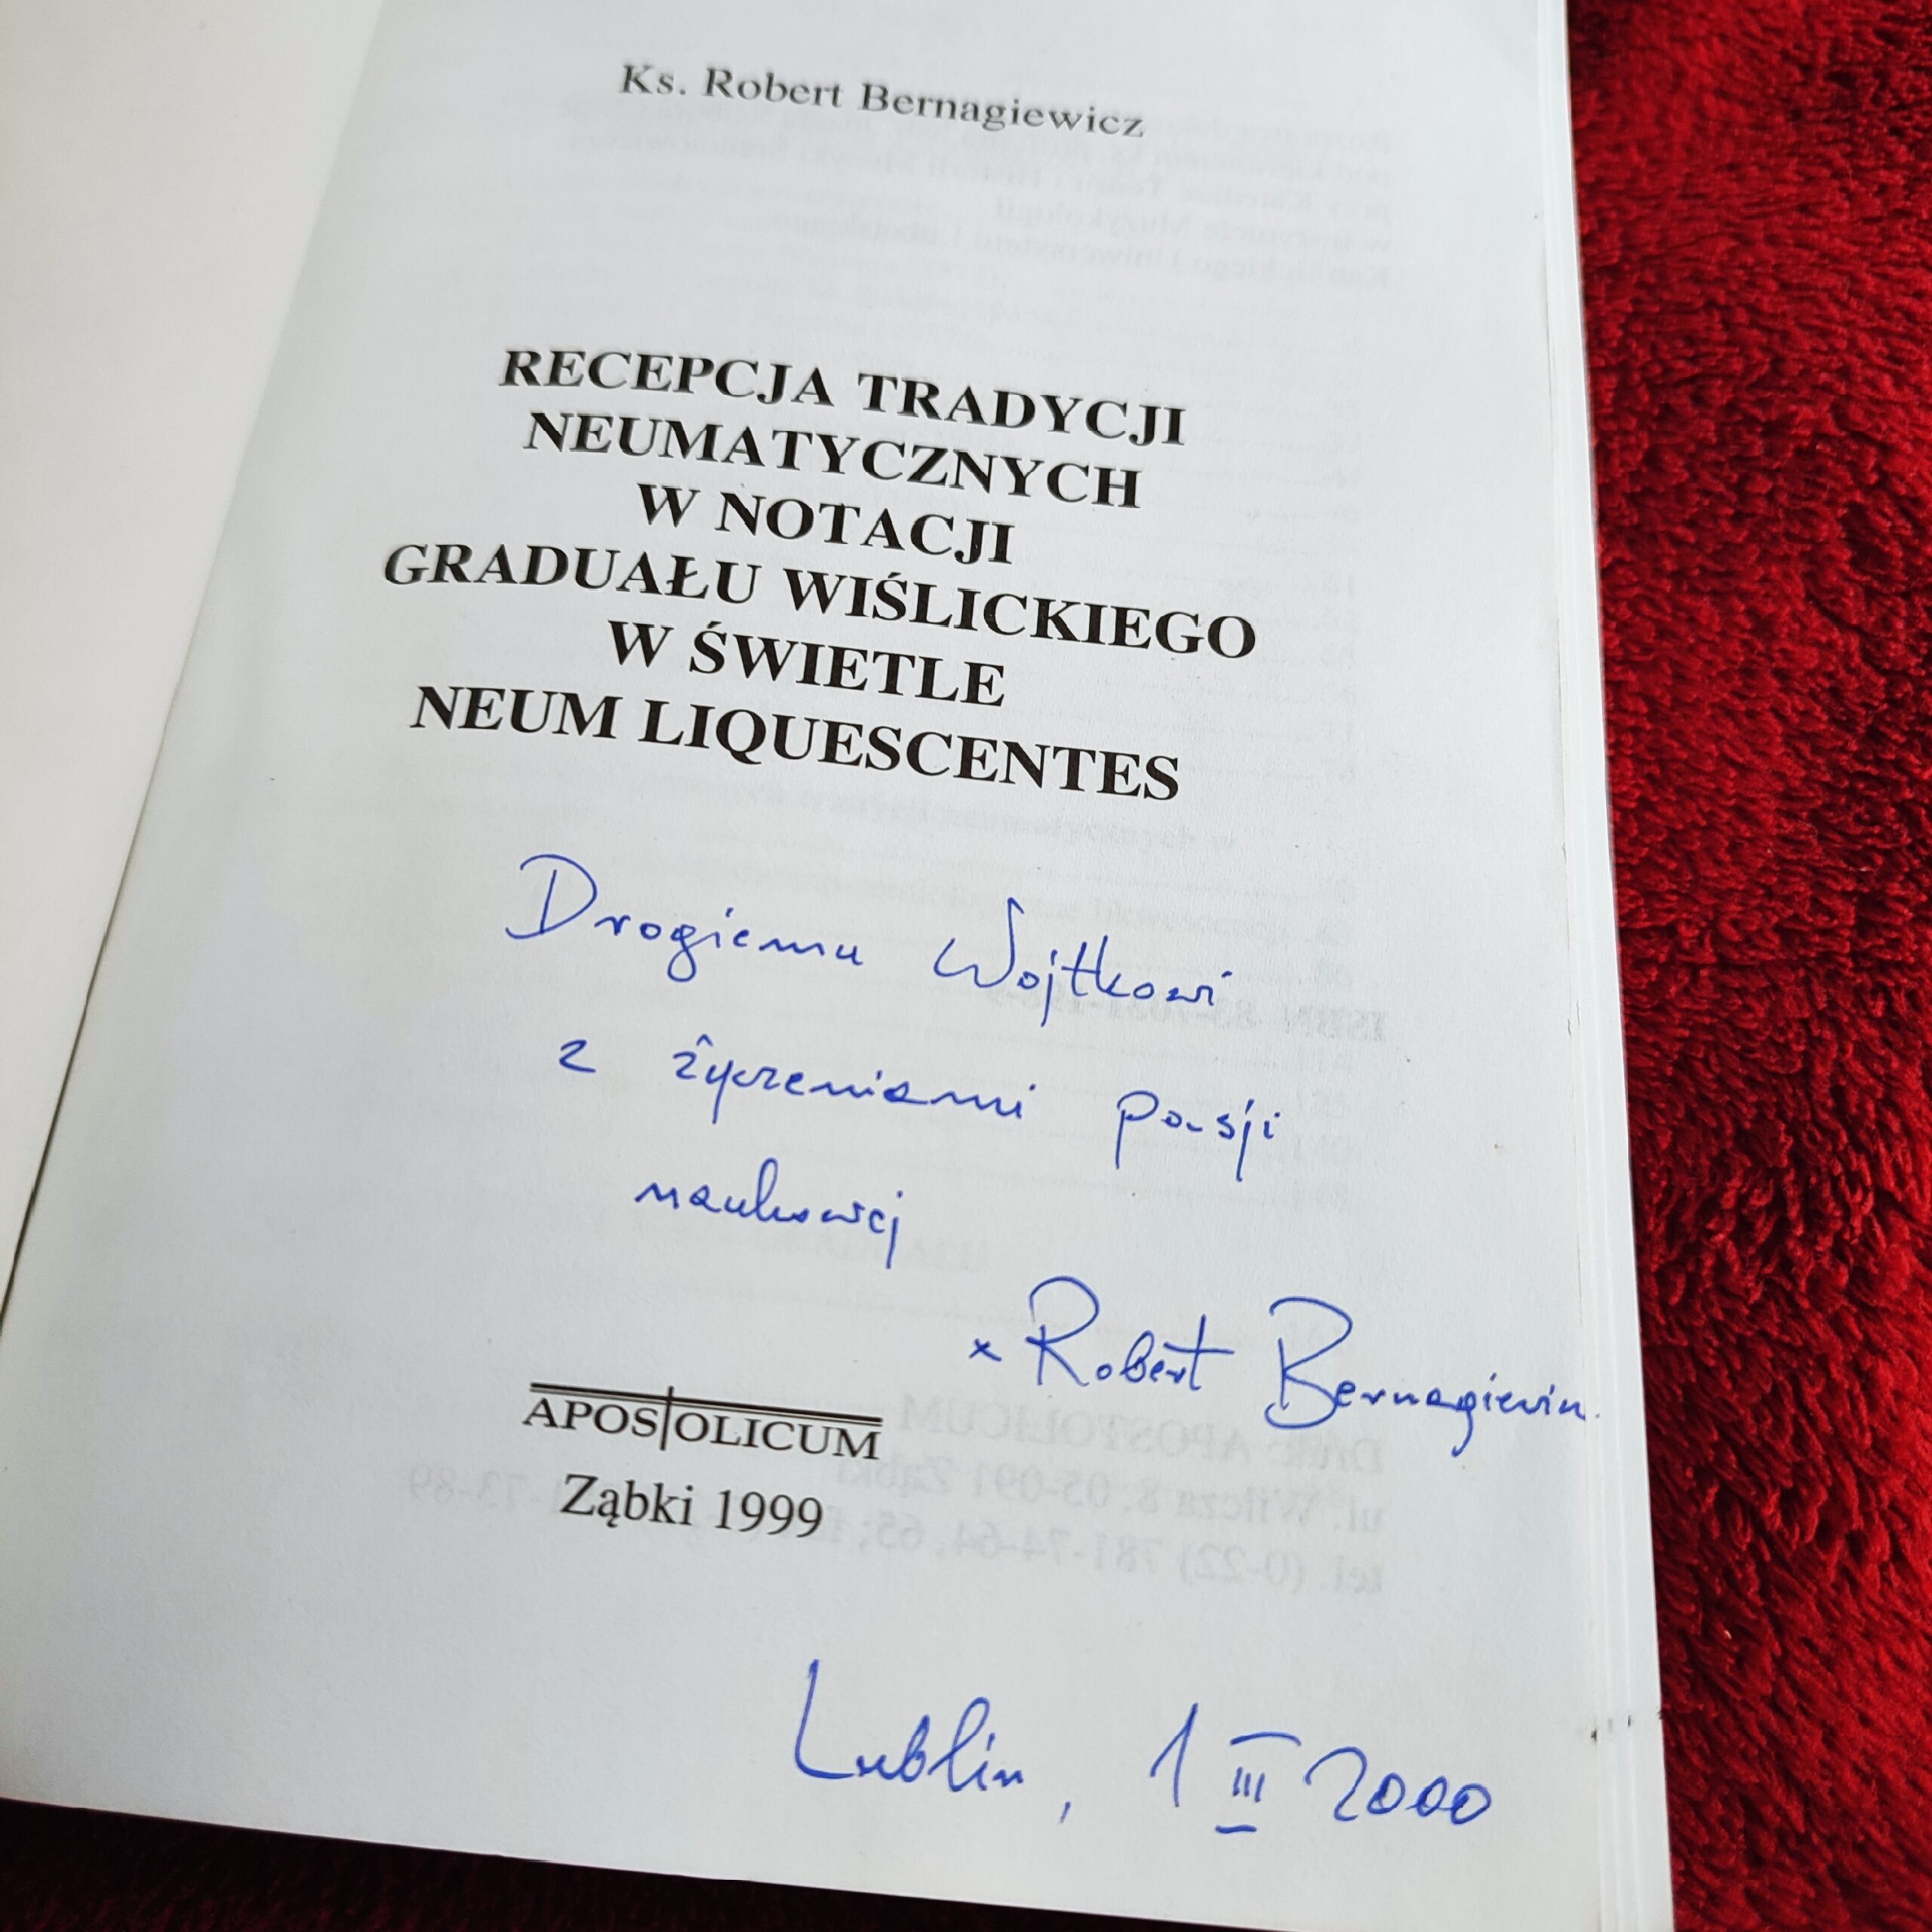 Ks. Robert Bernagiewicz
RECEPCJA TRADYCJI
NEUMATYCZNYCH
W NOTACJI
GRADUAŁU WIŚLICKIEGO
W ŚWIETLE
NEUM LIQUESCENTES
Drogiemu Wojtkowi
z życzeniami pasji
naukowej
x Robert Bernagiewicz
APOSTOLICUM
Ząbki 1999
Lublin, 1 III 2000